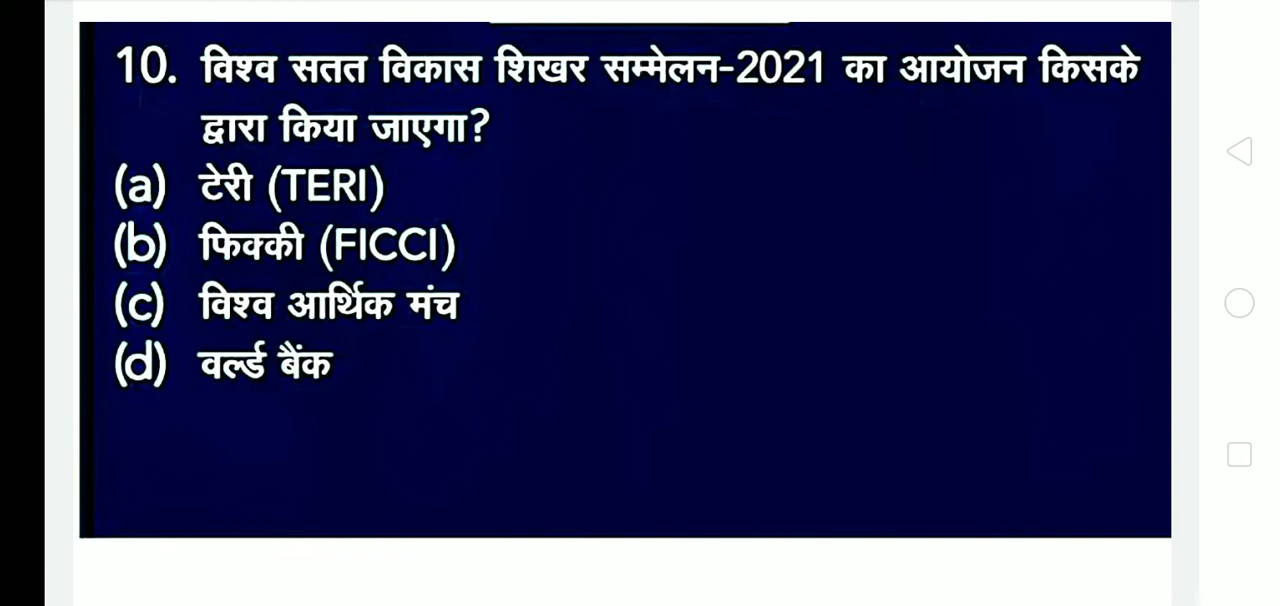 10. विश्व सतत विकास शिखर सम्मेलन-2021 का आयोजन किसके
द्वारा किया जाएगा?
(a) टेरी (TERI)
(b) फिक्की (FICCI)
(c) विश्व आर्थिक मंच
(d) वर्ल्ड बैंक